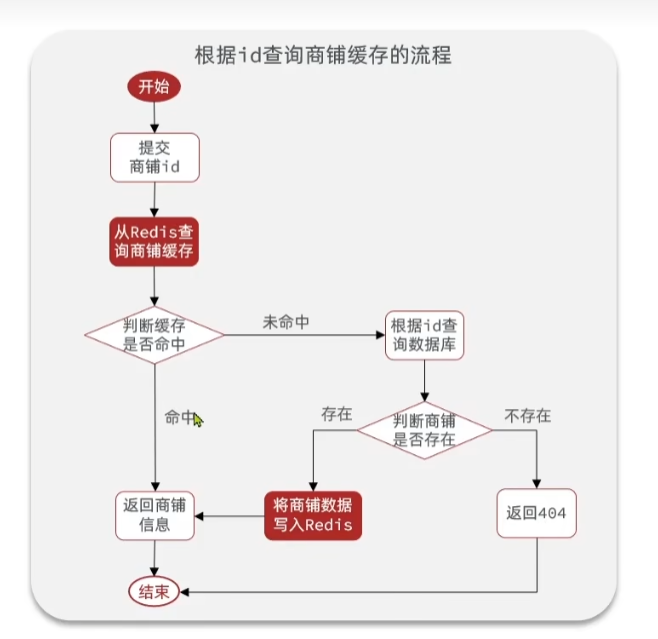 根据id查询商铺缓存的流程
开始
提交
商铺id
从Redis查
询商铺缓存
判断缓存
是否命中
未命中
根据id查
询数据库
命中
存在
判断商铺
是否存在
不存在
返回商铺
信息
将商铺数据
写入Redis
返回404
结束